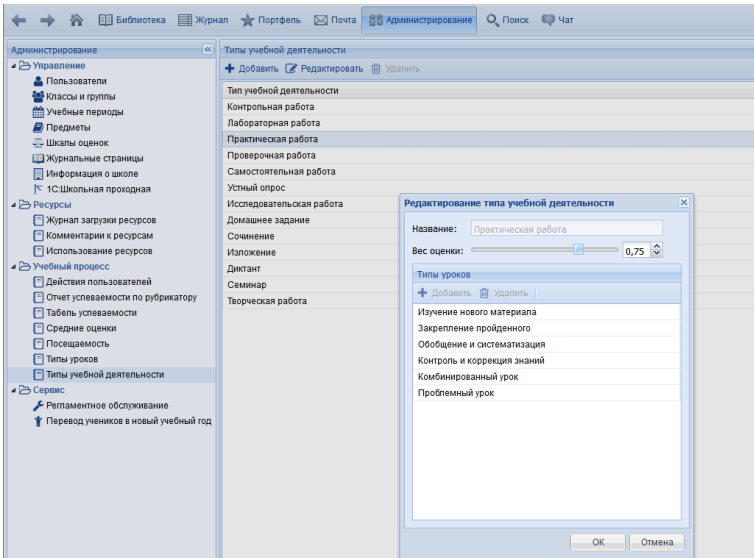 Библиотека Журнал Портфель Почта Администрирование Поиск Чат
Администрирование
Управление
Пользователи
Классы и группы
Учебные периоды
Предметы
Шкалы оценок
Журнальные страницы
Информация о школе
1С:Школьная проходная
Ресурсы
Журнал загрузки ресурсов
Комментарии к ресурсам
Использование ресурсов
Учебный процесс
Действия пользователей
Отчет успеваемости по рубрикатору
Табель успеваемости
Средние оценки
Посещаемость
Типы уроков
Типы учебной деятельности
Сервис
Регламентное обслуживание
Перевод учеников в новый учебный год
Типы учебной деятельности
Добавить Редактировать Удалить
Тип учебной деятельности
Контрольная работа
Лабораторная работа
Практическая работа
Проверочная работа
Самостоятельная работа
Устный опрос
Исследовательская работа
Домашнее задание
Сочинение
Изложение
Диктант
Семинар
Творческая работа
Редактирование типа учебной деятельности
Название: Практическая работа
Вес оценки: 0,75
Типы уроков
Добавить Удалить
Изучение нового материала
Закрепление пройденного
Обобщение и систематизация
Контроль и коррекция знаний
Комбинированный урок
Проблемный урок
ОК Отмена